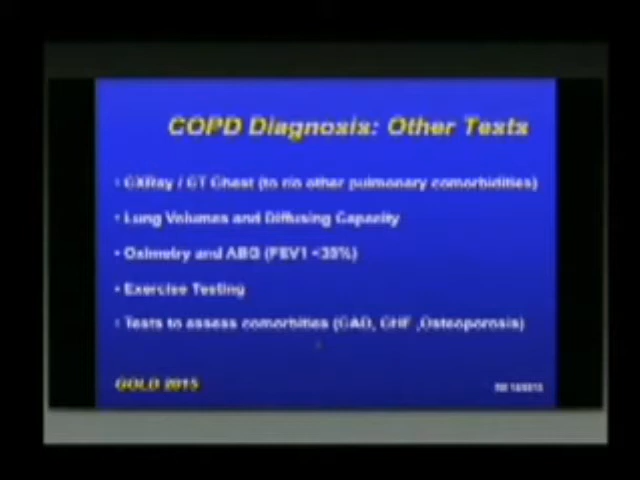 COPD Diagnosis: Other Tests
• CXRay / CT Chest (to r/o other pulmonary comorbidities)
• Lung Volumes and Diffusing Capacity
• Oximetry and ABG (FEV1 <35%)
• Exercise Testing
• Tests to assess comorbities (CAD, CHF ,Osteoporosis)
GOLD 2015